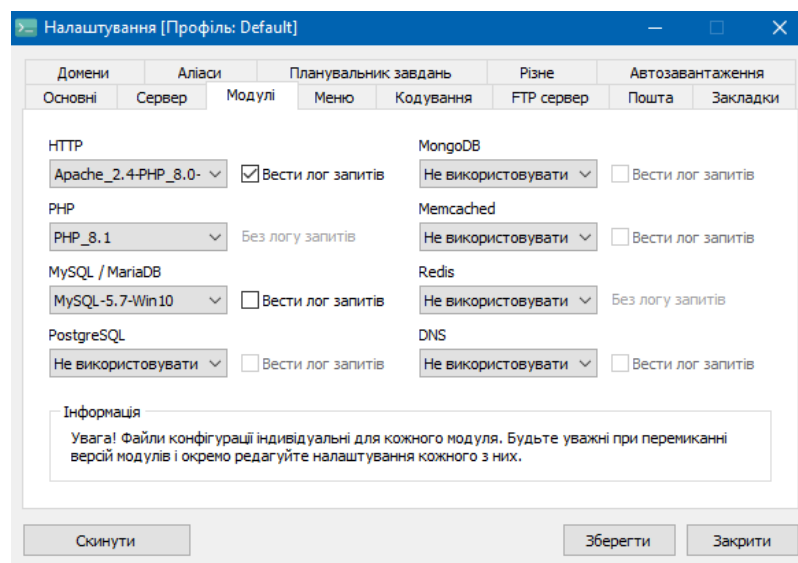 Налаштування [Профіль: Default]
Домени Аліаси Планувальник завдань Різне Автозавантаження
Основні Сервер Модулі Меню Кодування FTP сервер Пошта Закладки
HTTP
Apache_2.4-PHP_8.0- Вести лог запитів
PHP
PHP_8.1 Без логу запитів
MySQL / MariaDB
MySQL-5.7-Win10 Вести лог запитів
PostgreSQL
Не використовувати Вести лог запитів
MongoDB
Не використовувати Вести лог запитів
Memcached
Не використовувати Вести лог запитів
Redis
Не використовувати Без логу запитів
DNS
Не використовувати Вести лог запитів
Інформація
Увага! Файли конфігурації індивідуальні для кожного модуля. Будьте уважні при перемиканні
версій модулів і окремо редагуйте налаштування кожного з них.
Скинути Зберегти Закрити